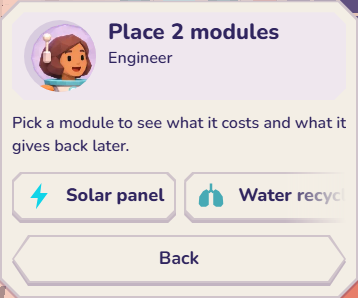 Place 2 modules
Engineer
Pick a module to see what it costs and what it
gives back later.
Solar panel
Water
Back